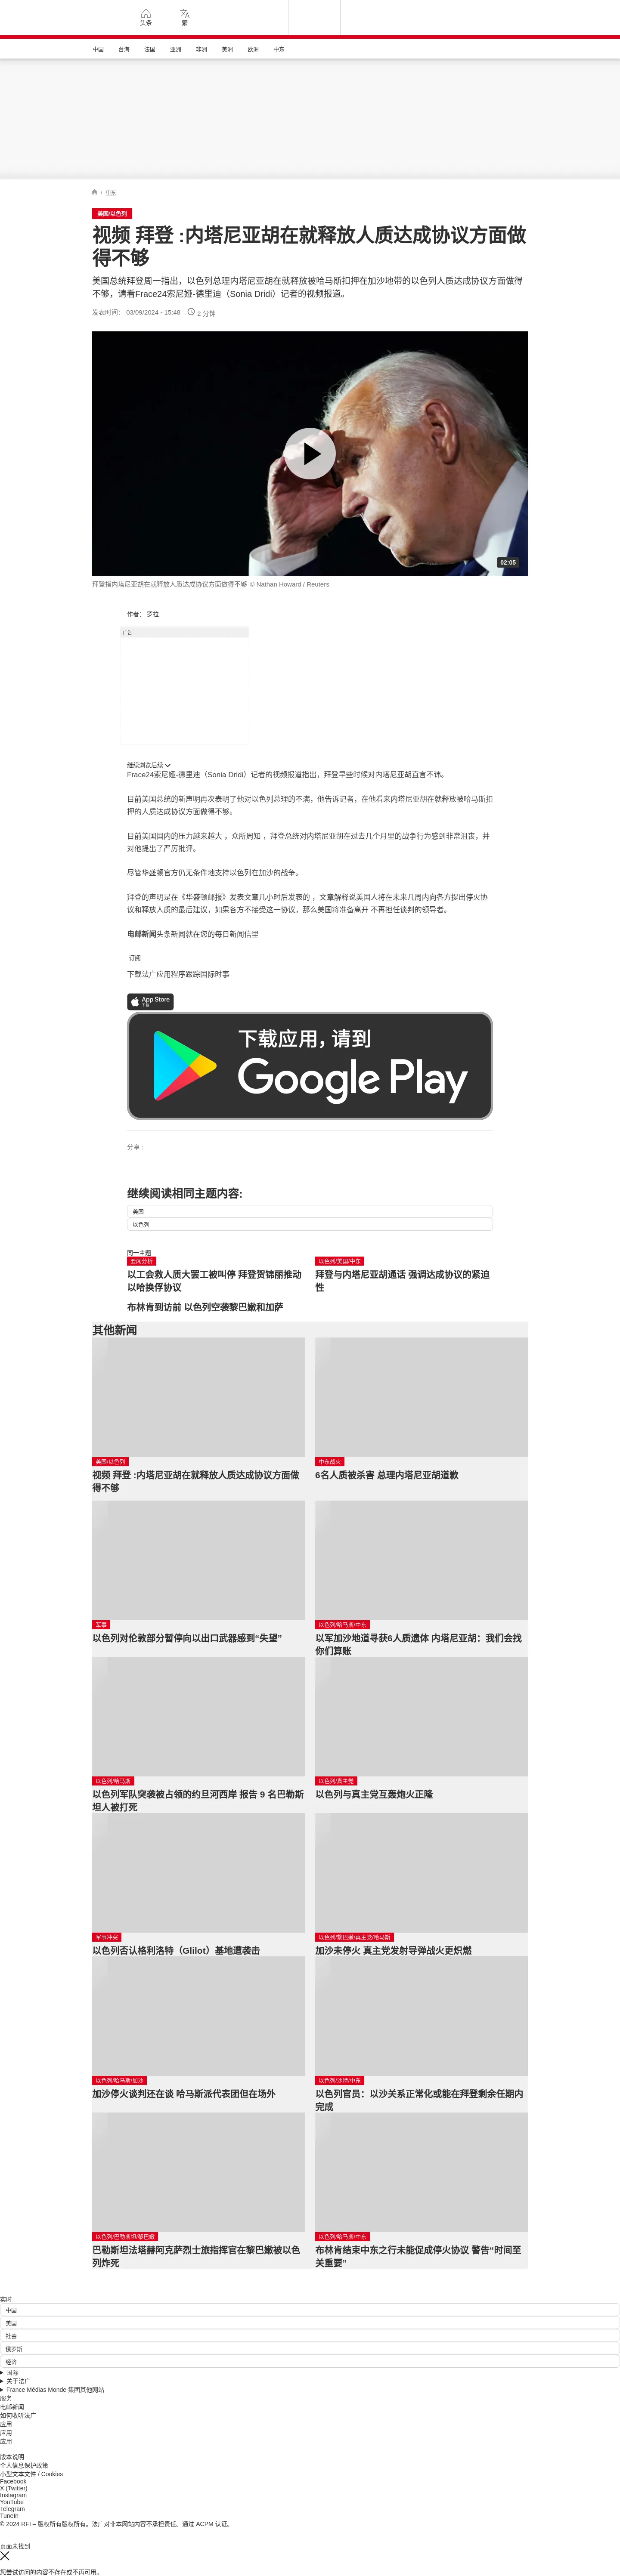 头条
繁
中国 台海 法国 亚洲 非洲 美洲 欧洲 中东
/ 中东
美国/以色列
视频 拜登 :内塔尼亚胡在就释放人质达成协议方面做
得不够
美国总统拜登周一指出，以色列总理内塔尼亚胡在就释放被哈马斯扣押在加沙地带的以色列人质达成协议方面做得
不够，请看Frace24索尼娅-德里迪（Sonia Dridi）记者的视频报道。
发表时间： 03/09/2024 - 15:48 2 分钟
02:05
拜登指内塔尼亚胡在就释放人质达成协议方面做得不够 © Nathan Howard / Reuters
作者： 罗拉
广告
继续浏览后续
Frace24索尼娅-德里迪（Sonia Dridi）记者的视频报道指出，拜登早些时候对内塔尼亚胡直言不讳。
目前美国总统的新声明再次表明了他对以色列总理的不满，他告诉记者，在他看来内塔尼亚胡在就释放被哈马斯扣
押的人质达成协议方面做得不够。
目前美国国内的压力越来越大 ，众所周知 ，拜登总统对内塔尼亚胡在过去几个月里的战争行为感到非常沮丧，并
对他提出了严厉批评。
尽管华盛顿官方仍无条件地支持以色列在加沙的战争。
拜登的声明是在《华盛顿邮报》发表文章几小时后发表的 ，文章解释说美国人将在未来几周内向各方提出停火协
议和释放人质的最后建议，如果各方不接受这一协议，那么美国将准备离开 不再担任谈判的领导者。
电邮新闻头条新闻就在您的每日新闻信里
订阅
下载法广应用程序跟踪国际时事
App Store
下载
下载应用，请到
Google Play
分享 :
继续阅读相同主题内容:
美国
以色列
同一主题
要闻分析
以工会救人质大罢工被叫停 拜登贺锦丽推动
以哈换俘协议
以色列/美国/中东
拜登与内塔尼亚胡通话 强调达成协议的紧迫
性
布林肯到访前 以色列空袭黎巴嫩和加萨
其他新闻
美国/以色列
视频 拜登 :内塔尼亚胡在就释放人质达成协议方面做
得不够
中东战火
6名人质被杀害 总理内塔尼亚胡道歉
军事
以色列对伦敦部分暂停向以出口武器感到“失望”
以色列/哈马斯/中东
以军加沙地道寻获6人质遗体 内塔尼亚胡：我们会找
你们算账
以色列/哈马斯
以色列军队突袭被占领的约旦河西岸 报告 9 名巴勒斯
坦人被打死
以色列/真主党
以色列与真主党互轰炮火正隆
军事冲突
以色列否认格利洛特（Glilot）基地遭袭击
以色列/黎巴嫩/真主党/哈马斯
加沙未停火 真主党发射导弹战火更炽燃
以色列/哈马斯/加沙
加沙停火谈判还在谈 哈马斯派代表团但在场外
以色列/沙特/中东
以色列官员：以沙关系正常化或能在拜登剩余任期内
完成
以色列/巴勒斯坦/黎巴嫩
巴勒斯坦法塔赫阿克萨烈士旅指挥官在黎巴嫩被以色
列炸死
以色列/哈马斯/中东
布林肯结束中东之行未能促成停火协议 警告“时间至
关重要”
实时
中国
美国
社会
俄罗斯
经济
国际
关于法广
France Médias Monde 集团其他网站
服务
电邮新闻
如何收听法广
应用
应用
应用
版本说明
个人信息保护政策
小型文本文件 / Cookies
Facebook
X (Twitter)
Instagram
YouTube
Telegram
TuneIn
© 2024 RFI – 版权所有版权所有。法广对非本网站内容不承担责任。通过 ACPM 认证。
页面未找到
您尝试访问的内容不存在或不再可用。